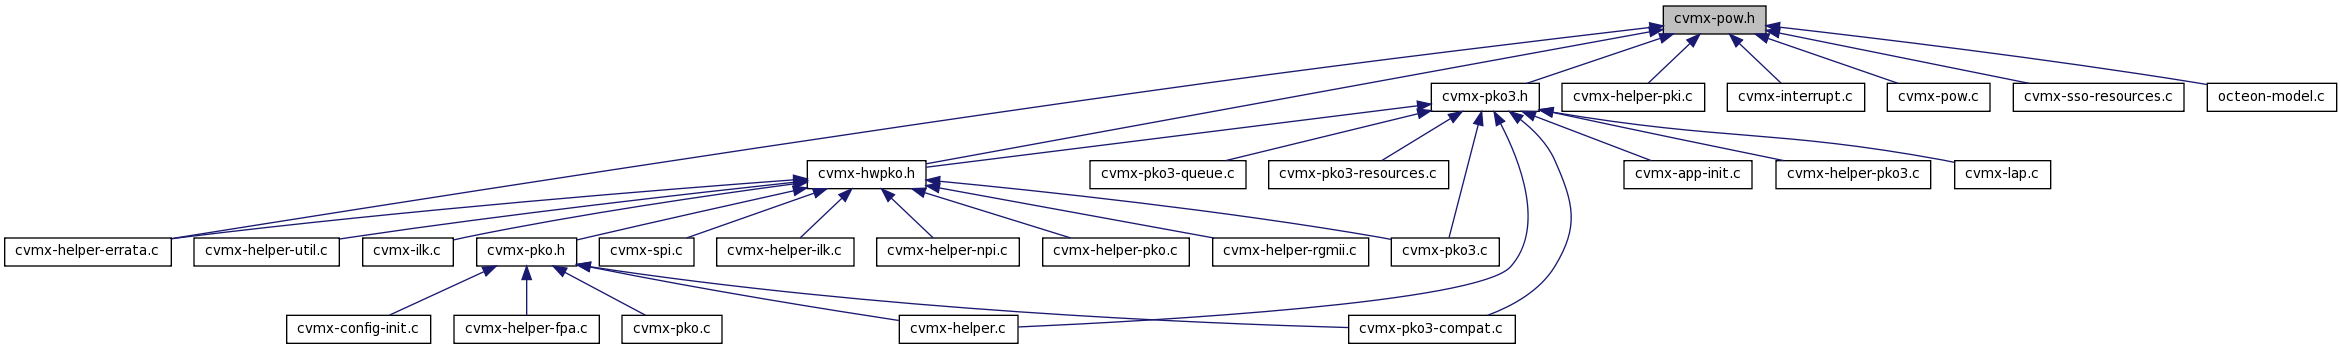 cvmx-pow.h
cvmx-pko3.h
cvmx-helper-pki.c
cvmx-interrupt.c
cvmx-pow.c
cvmx-sso-resources.c
octeon-model.c
cvmx-hwpko.h
cvmx-pko3-queue.c
cvmx-pko3-resources.c
cvmx-app-init.c
cvmx-helper-pko3.c
cvmx-lap.c
cvmx-helper-errata.c
cvmx-helper-util.c
cvmx-ilk.c
cvmx-pko.h
cvmx-spi.c
cvmx-helper-ilk.c
cvmx-helper-npi.c
cvmx-helper-pko.c
cvmx-helper-rgmii.c
cvmx-pko3.c
cvmx-config-init.c
cvmx-helper-fpa.c
cvmx-pko.c
cvmx-helper.c
cvmx-pko3-compat.c